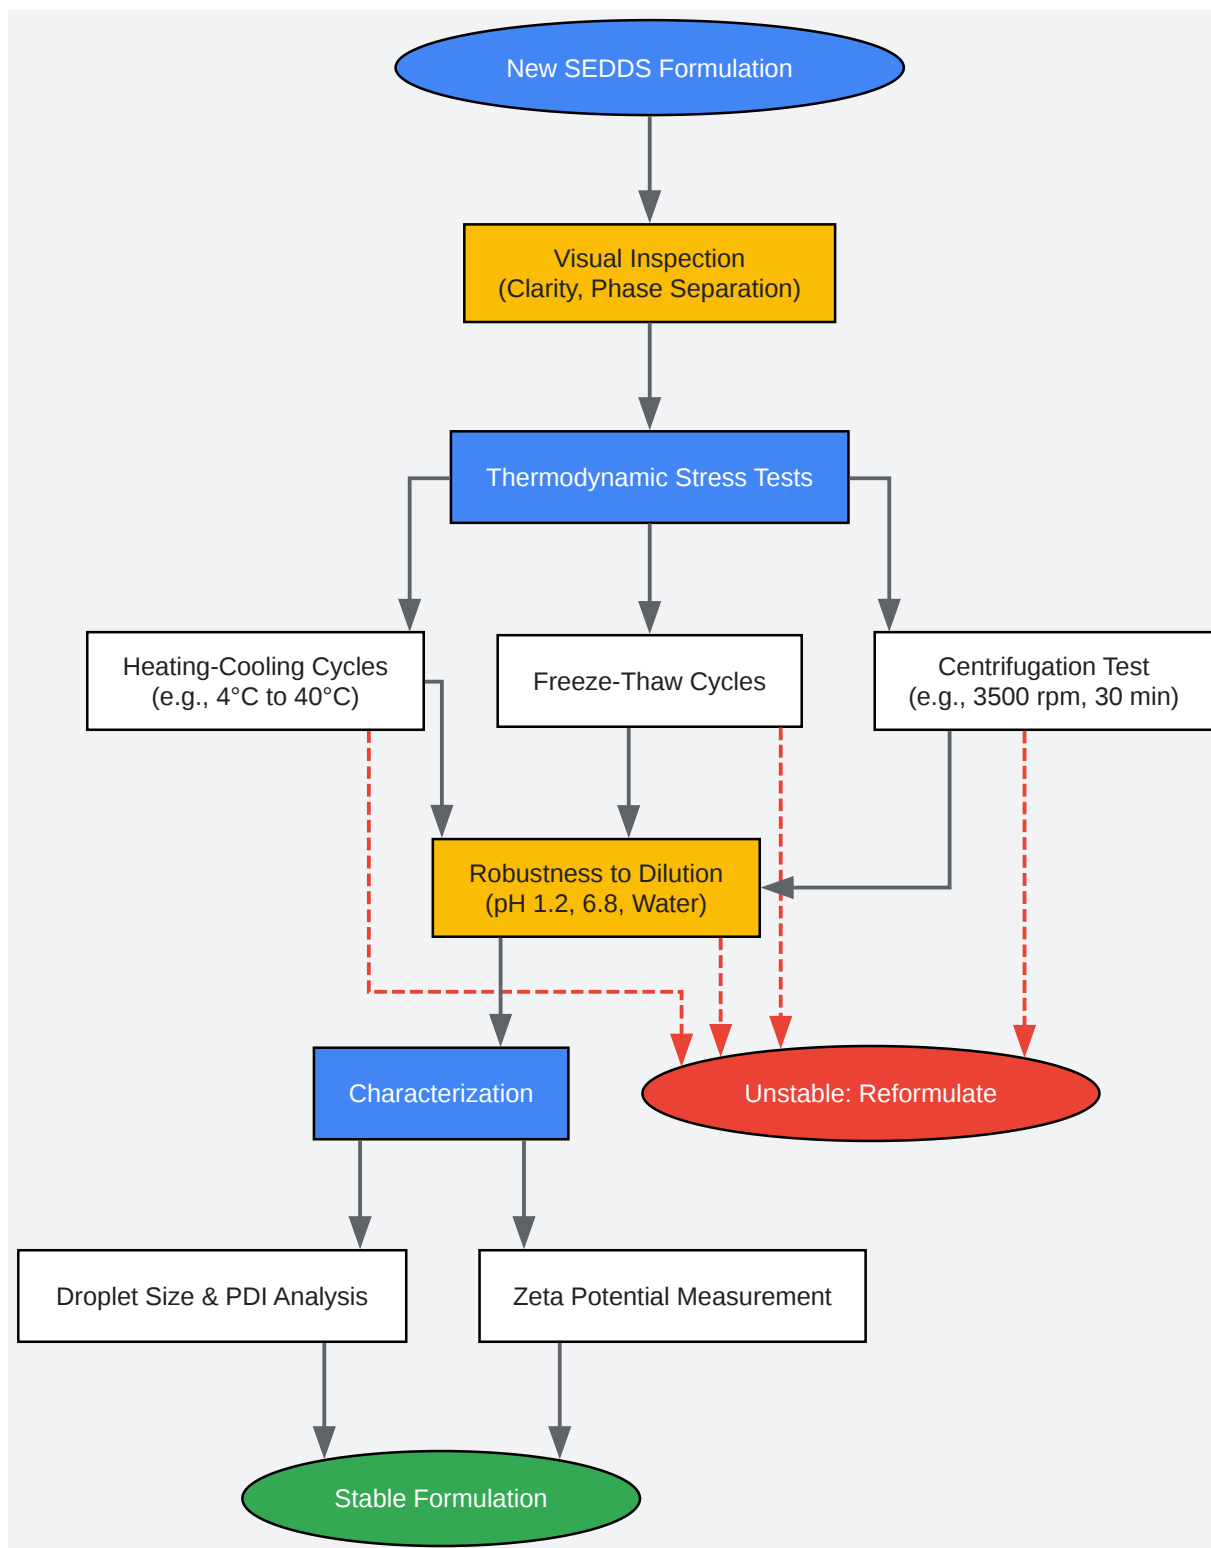 New SEDDS Formulation
Visual Inspection
(Clarity, Phase Separation)
Thermodynamic Stress Tests
Heating-Cooling Cycles
(e.g., 4°C to 40°C)
Freeze-Thaw Cycles
Centrifugation Test
(e.g., 3500 rpm, 30 min)
Robustness to Dilution
(pH 1.2, 6.8, Water)
Characterization
Unstable: Reformulate
Droplet Size & PDI Analysis
Zeta Potential Measurement
Stable Formulation